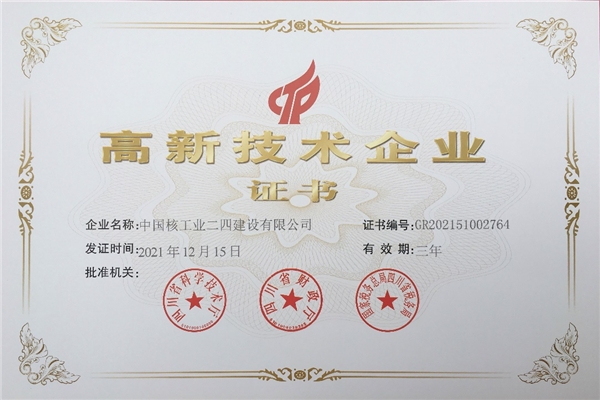 高新技术企业
证书
企业名称:中国核工业二四建设有限公司 证书编号:GR202151002764
发证时间:2021年12月15日 有效期:三年
批准机关:
四川省科学技术厅
四川省财政厅
国家税务总局四川省税务局